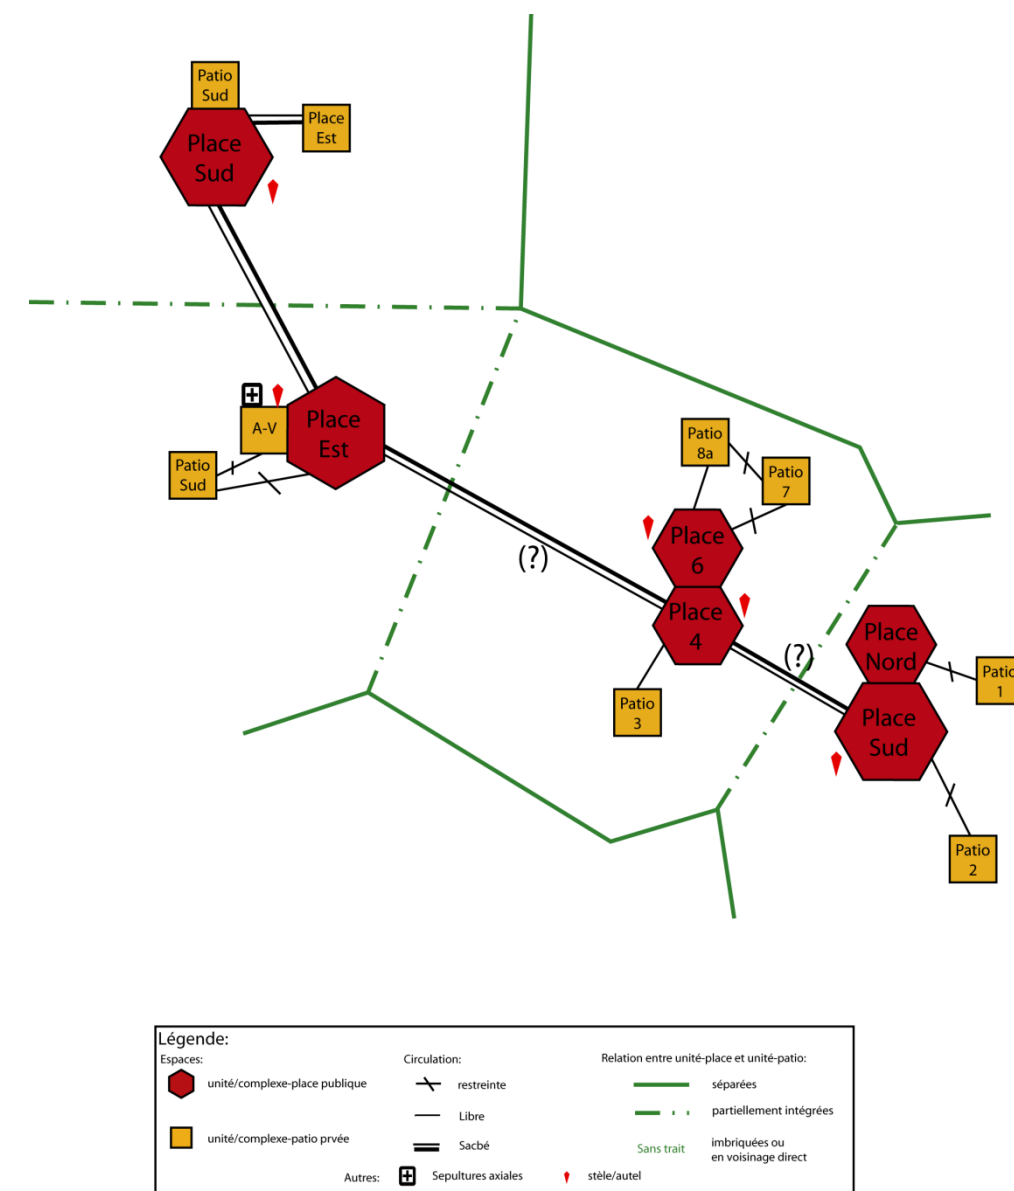 Patio
Sud
Place
Est
Place
Sud
A-V
Place
Est
Patio
Sud
(?)
Patio
8a
Patio
7
Place
6
Place
4
Patio
3
(?)
Place
Nord
Patio
1
Place
Sud
Patio
2
Légende:
Espaces:
unité/complexe-place publique
unité/complexe-patio prvée
Circulation:
restreinte
Libre
Sacbé
Relation entre unité-place et unité-patio:
séparées
partiellement intégrées
Sans trait
imbriquées ou
en voisinage direct
Autres:
Sepultures axiales
stèle/autel